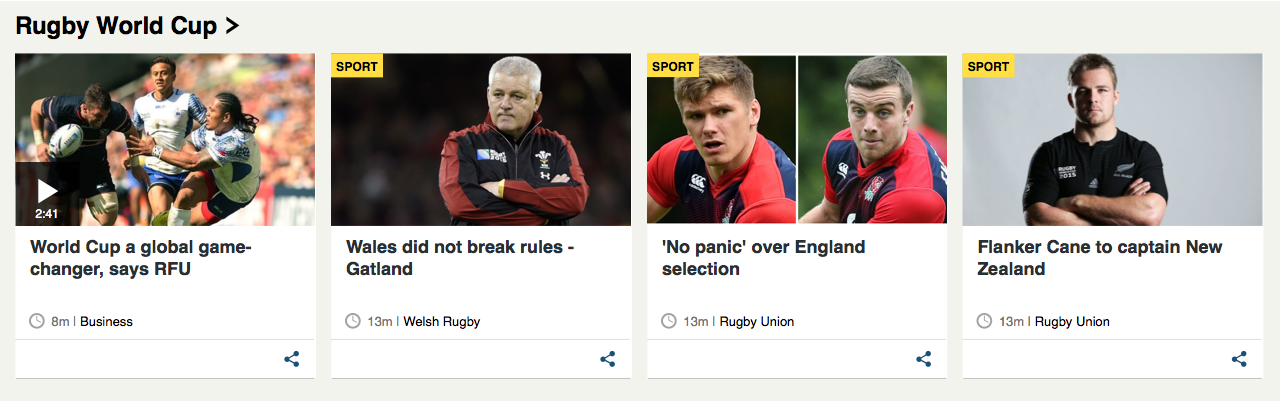 Rugby World Cup >
2:41
World Cup a global game-
changer, says RFU
8m | Business
SPORT
Wales did not break rules -
Gatland
13m | Welsh Rugby
SPORT
'No panic' over England
selection
13m | Rugby Union
SPORT
RUGBY
2015
Flanker Cane to captain New
Zealand
13m | Rugby Union